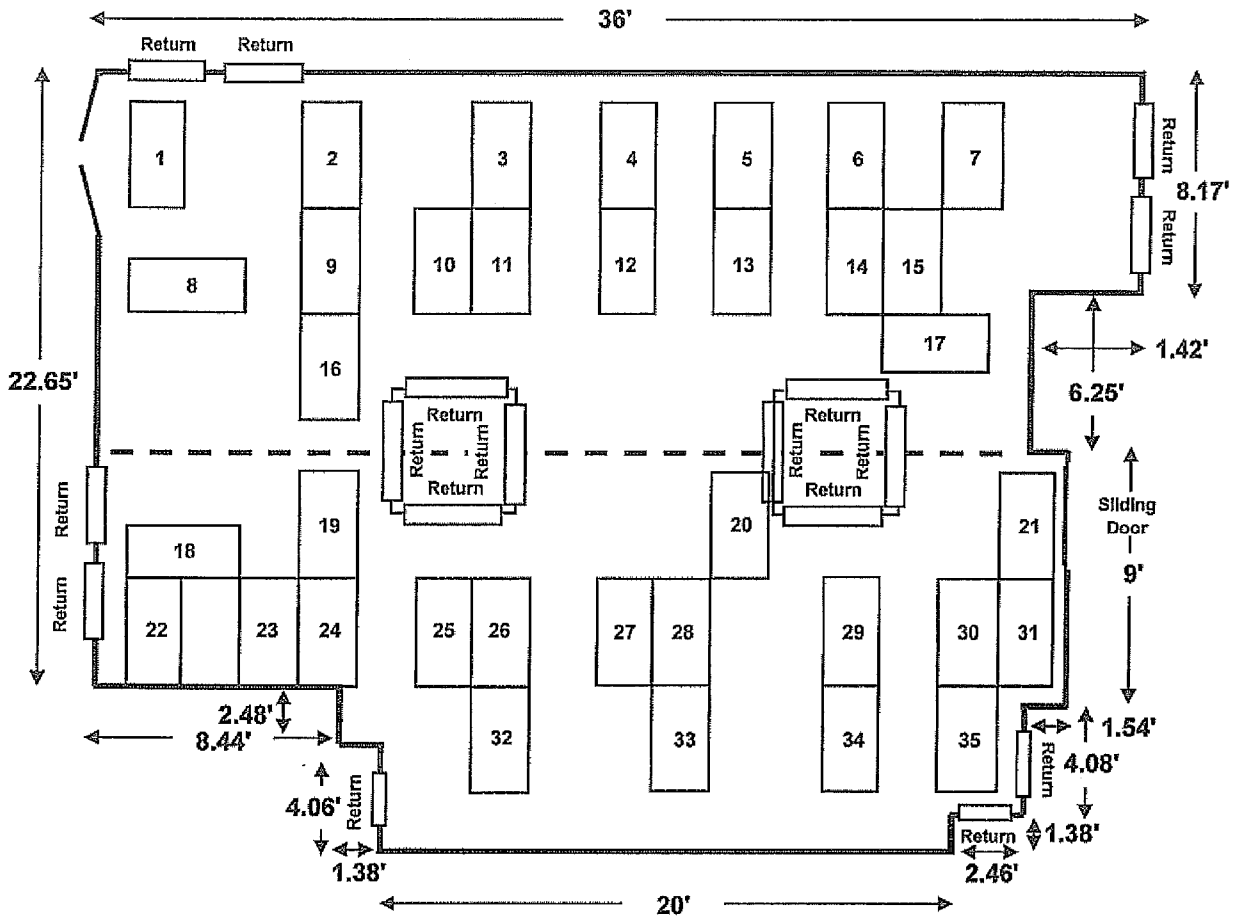 36'
Return Return
1 2 3 4 5 6 7
Return
8.17'
Return
8 9 10 11 12 13 14 15
16 17
1.42'
22.65'
6.25'
Return Return
Return Return Return Return
Return Return
Sliding
Door
9'
Return
18 19 20 21
Return
22 23 24 25 26 27 28 29 30 31
2.48'
8.44'
32 33 34 35
1.54'
4.06'
Return
Return
4.08'
1.38'
Return
1.38'
2.46'
20'